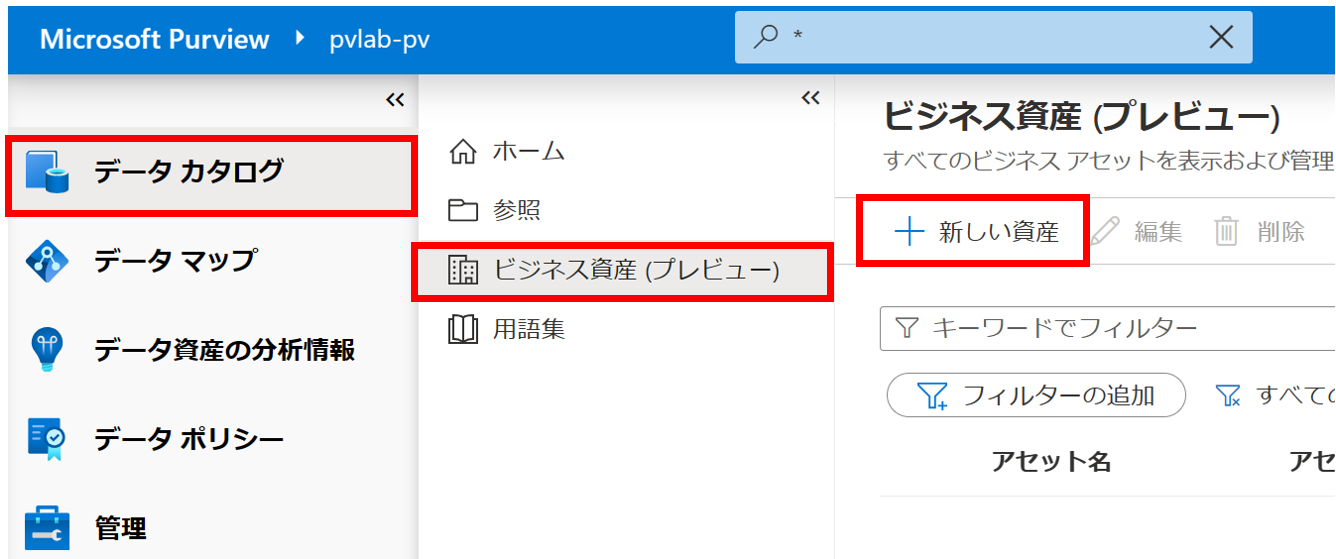 Microsoft Purview pvlab-pv
*
データ カタログ
データ マップ
データ資産の分析情報
データ ポリシー
管理
ホーム
参照
ビジネス資産 (プレビュー)
用語集
ビジネス資産 (プレビュー)
すべてのビジネス アセットを表示および管理
新しい資産 編集 削除
キーワードでフィルター
フィルターの追加 すべての
アセット名 アセ